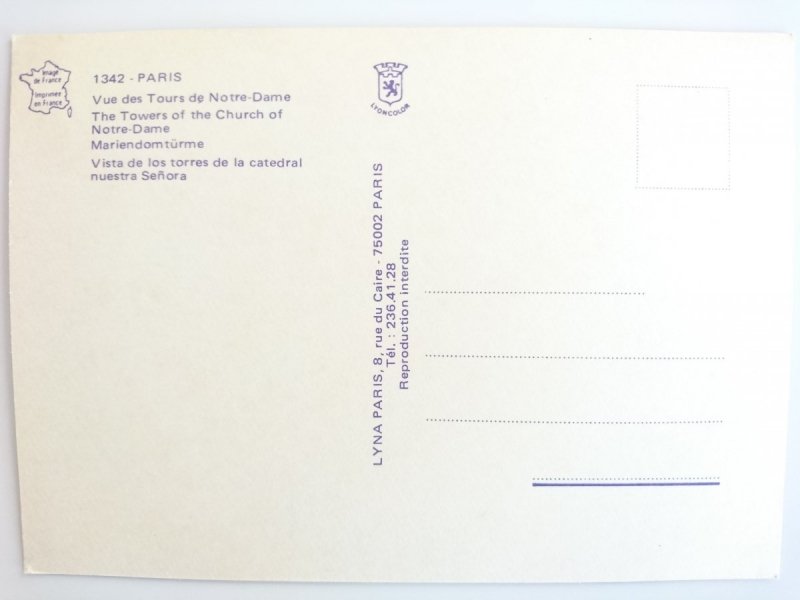 Image
de France
Imprimée
en France
1342 - PARIS
Vue des Tours de Notre-Dame
The Towers of the Church of
Notre-Dame
Mariendomtürme
Vista de los torres de la catedral
nuestra Señora
LYONCOLOR
LYNA PARIS, 8, rue du Caire - 75002 PARIS
Tél. : 236.41.28
Reproduction interdite